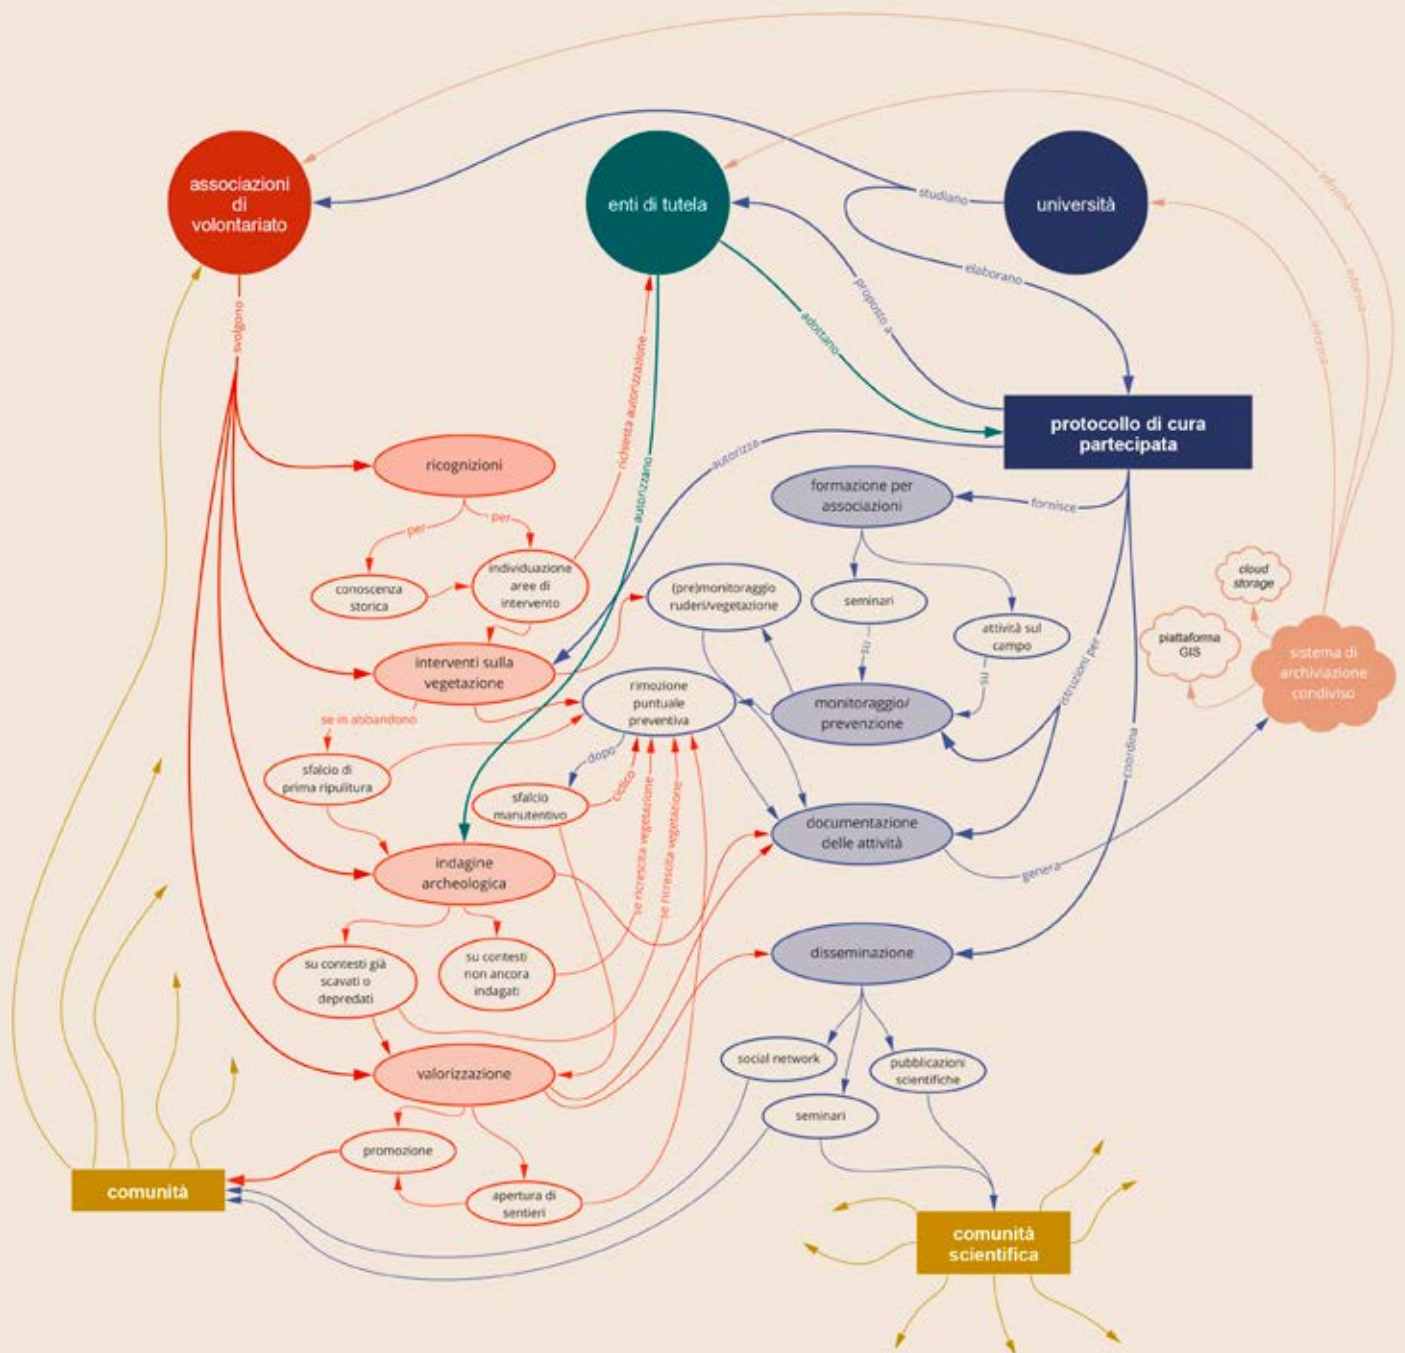 associazioni
di
volontariato
enti di tutela
università
studiano
elaborano
proposto a
adottano
informa
informa
informa
svolgono
richiesta autorizzazione
autorizzano
autorizza
protocollo di cura
partecipata
ricognizioni
per
per
conoscenza
storica
individuazione
aree di
intervento
formazione per
associazioni
fornisce
(pre)monitoraggio
ruderi/vegetazione
seminari
attività sul
campo
su
su
istruzioni per
coordina
cloud
storage
piattaforma
GIS
sistema di
archiviazione
condiviso
interventi sulla
vegetazione
se in abbandono
rimozione
puntuale
preventiva
monitoraggio/
prevenzione
sfalcio di
prima ripulitura
dopo
sfalcio
manutentivo
ciclico
se ricrescita vegetazione
se ricrescita vegetazione
documentazione
delle attività
genera
indagine
archeologica
su contesti già
scavati o
depredati
su contesti
non ancora
indagati
disseminazione
valorizzazione
social network
pubblicazioni
scientifiche
seminari
promozione
apertura di
sentieri
comunità
comunità
scientifica